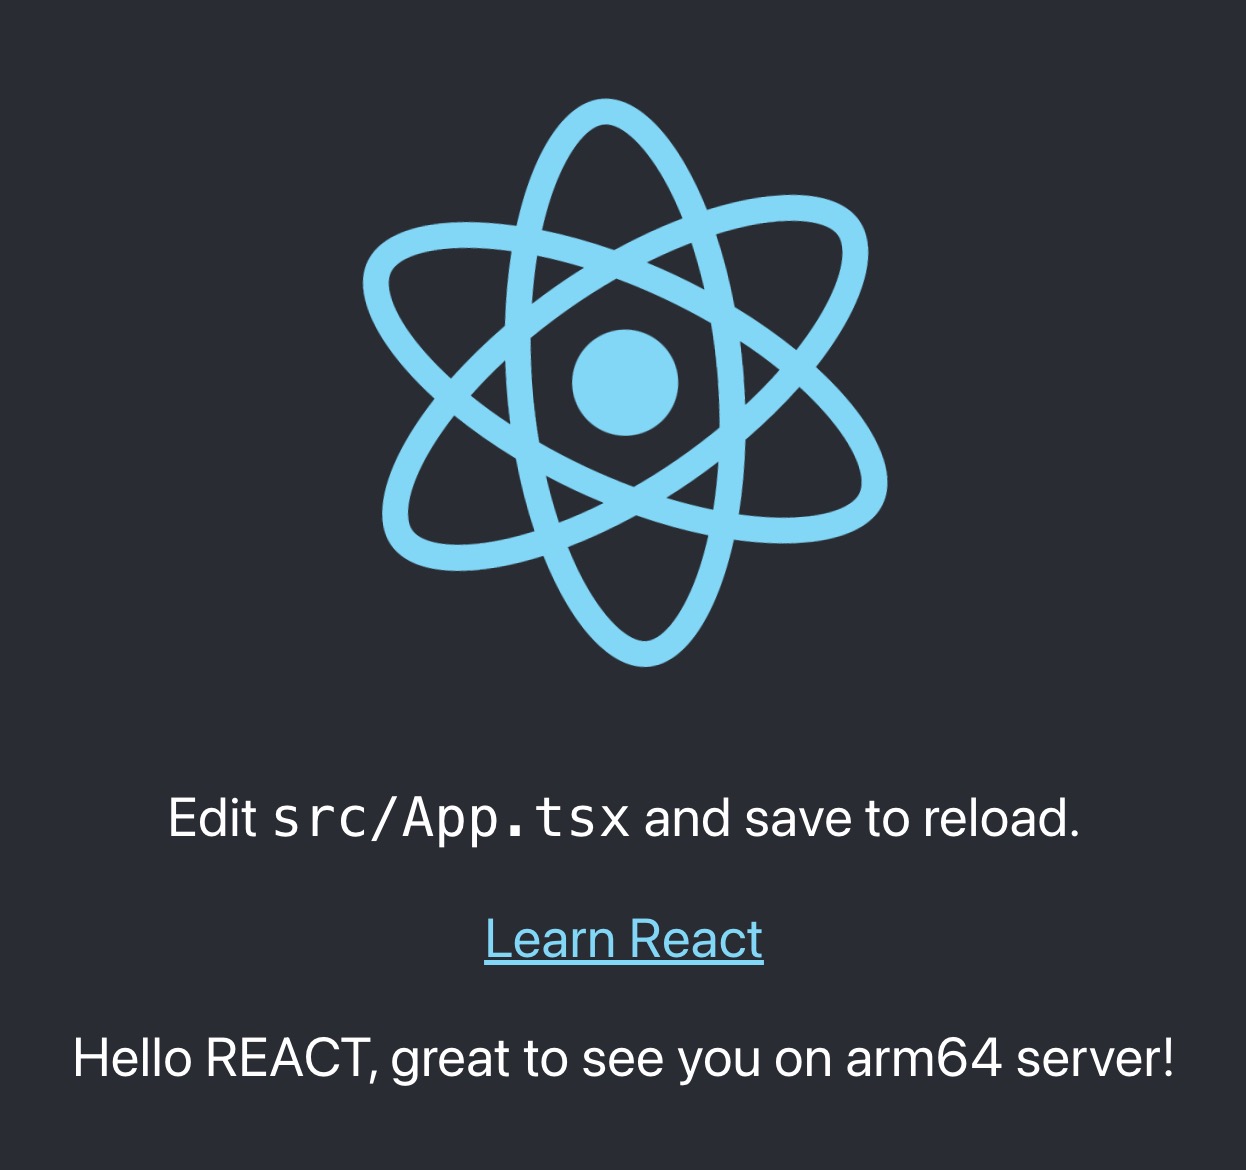 Edit src/App.tsx and save to reload.
Learn React
Hello REACT, great to see you on arm64 server!